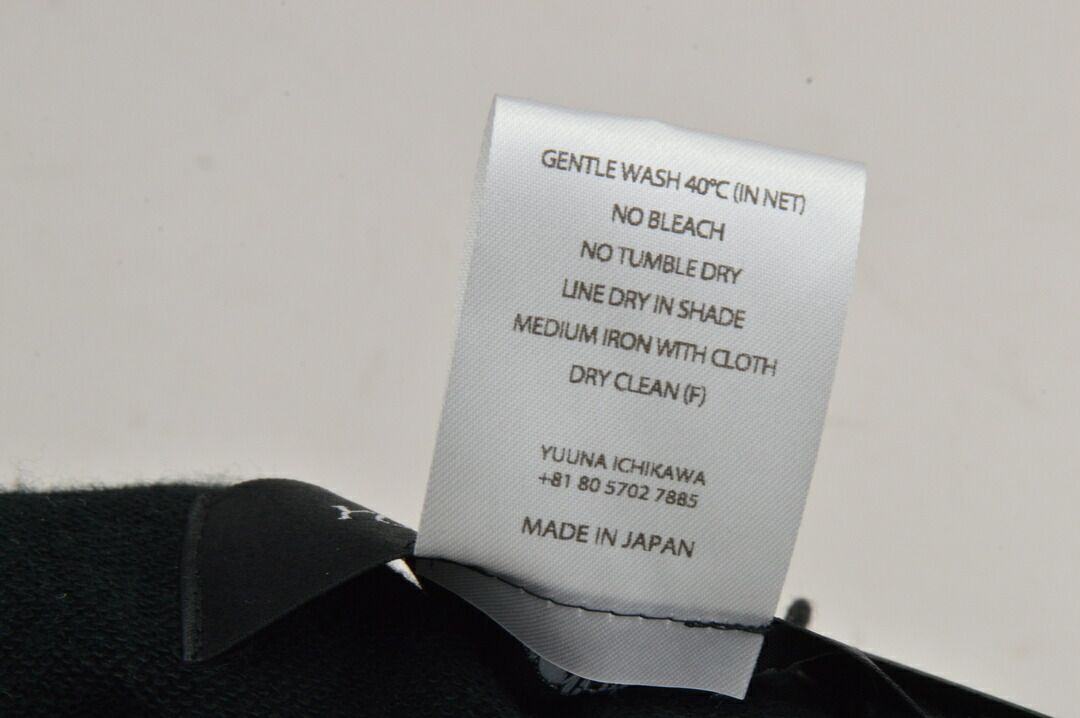 GENTLE WASH 40°C (IN NET)
NO BLEACH
NO TUMBLE DRY
LINE DRY IN SHADE
MEDIUM IRON WITH CLOTH
DRY CLEAN (F)
YUUNA ICHIKAWA
+81 80 5702 7885
MADE IN JAPAN